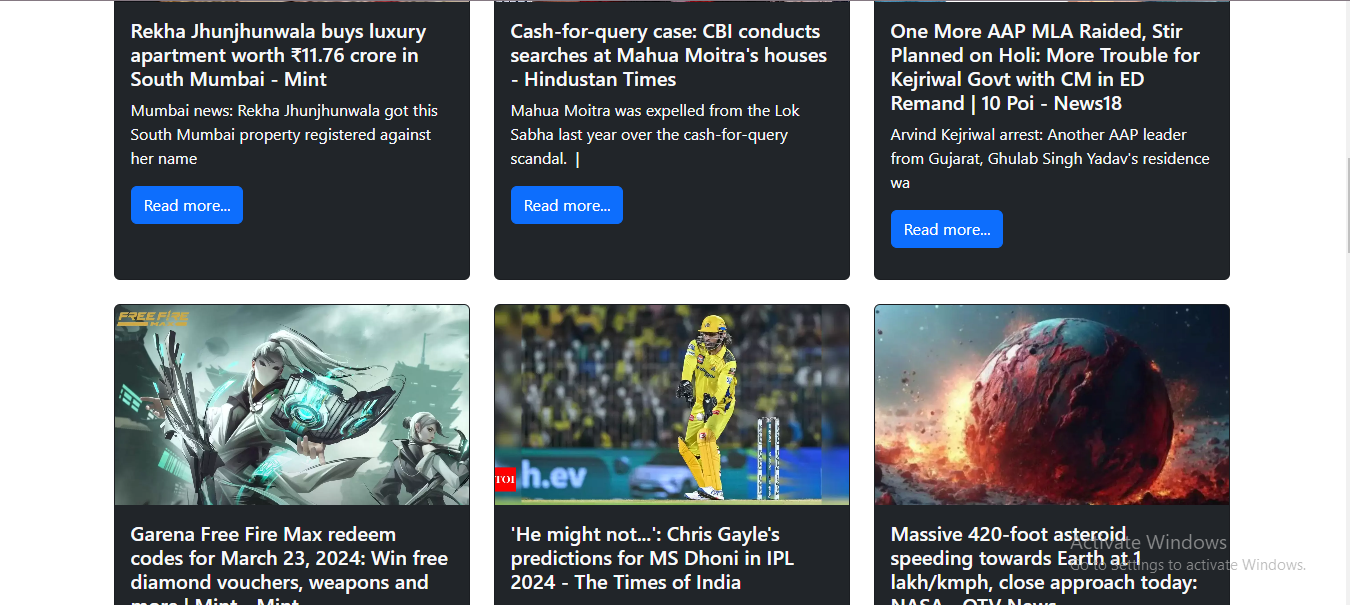 Rekha Jhunjhunwala buys luxury
apartment worth ₹11.76 crore in
South Mumbai - Mint
Mumbai news: Rekha Jhunjhunwala got this
South Mumbai property registered against
her name
Read more...
Cash-for-query case: CBI conducts
searches at Mahua Moitra's houses
- Hindustan Times
Mahua Moitra was expelled from the Lok
Sabha last year over the cash-for-query
scandal. |
Read more...
One More AAP MLA Raided, Stir
Planned on Holi: More Trouble for
Kejriwal Govt with CM in ED
Remand | 10 Poi - News18
Arvind Kejriwal arrest: Another AAP leader
from Gujarat, Ghulab Singh Yadav's residence
wa
Read more...
FREE FIRE
MAX
Garena Free Fire Max redeem
codes for March 23, 2024: Win free
diamond vouchers, weapons and
more | Mint - Mint
TOI
h.ev
'He might not...': Chris Gayle's
predictions for MS Dhoni in IPL
2024 - The Times of India
Massive 420-foot asteroid
speeding towards Earth at 1
lakh/kmph, close approach today:
NASA - OTV News
Activate Windows
Go to Settings to activate Windows.